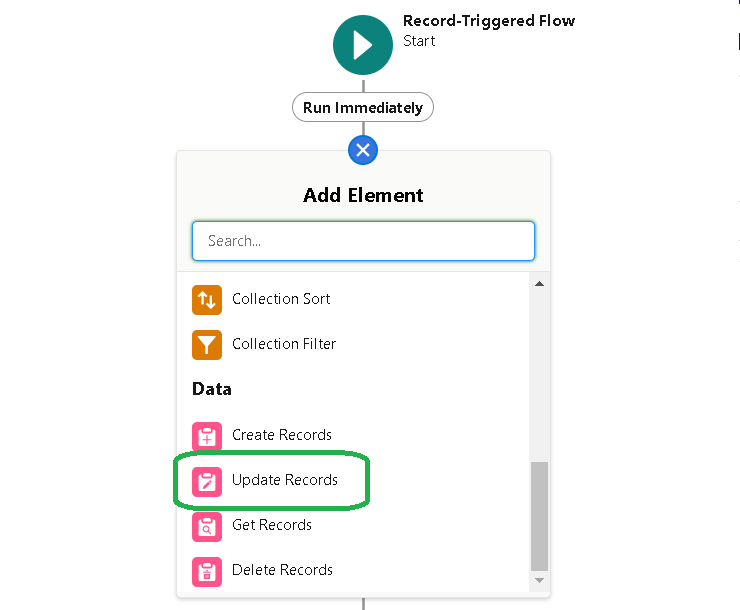 Record-Triggered Flow
Start
Run Immediately
Add Element
Search...
Collection Sort
Collection Filter
Data
Create Records
Update Records
Get Records
Delete Records